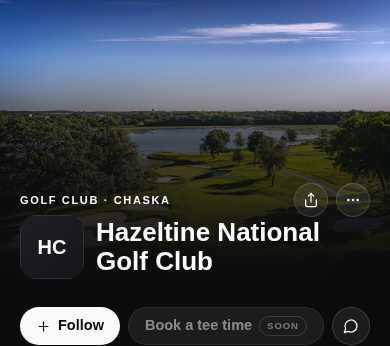 GOLF CLUB · CHASKA
HC
Hazeltine National
Golf Club
Follow
Book a tee time SOON